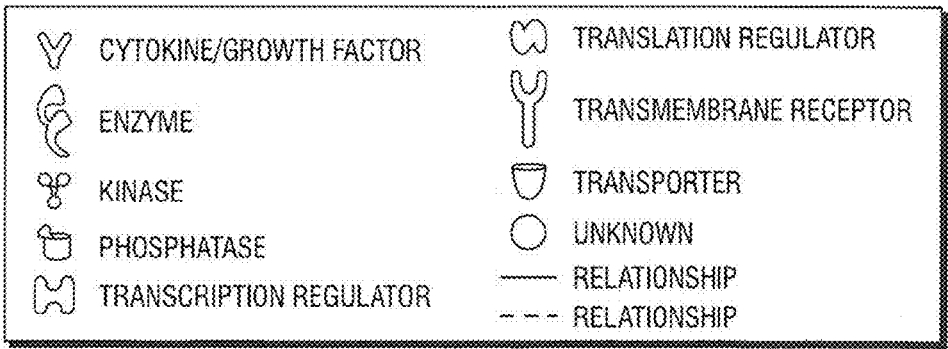 CYTOKINE/GROWTH FACTOR
ENZYME
KINASE
PHOSPHATASE
TRANSCRIPTION REGULATOR
TRANSLATION REGULATOR
TRANSMEMBRANE RECEPTOR
TRANSPORTER
UNKNOWN
RELATIONSHIP
RELATIONSHIP